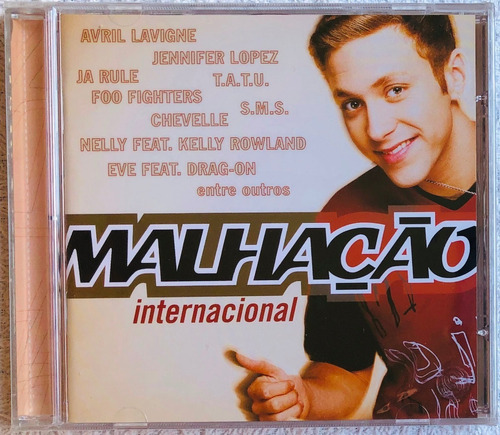 AVRIL LAVIGNE
JENNIFER LOPEZ
JA RULE
T.A.T.U.
FOO FIGHTERS
S.M.S.
CHEVELLE
NELLY FEAT. KELLY ROWLAND
EVE FEAT. DRAG-ON
entre outros
MALHAÇÃO
internacional